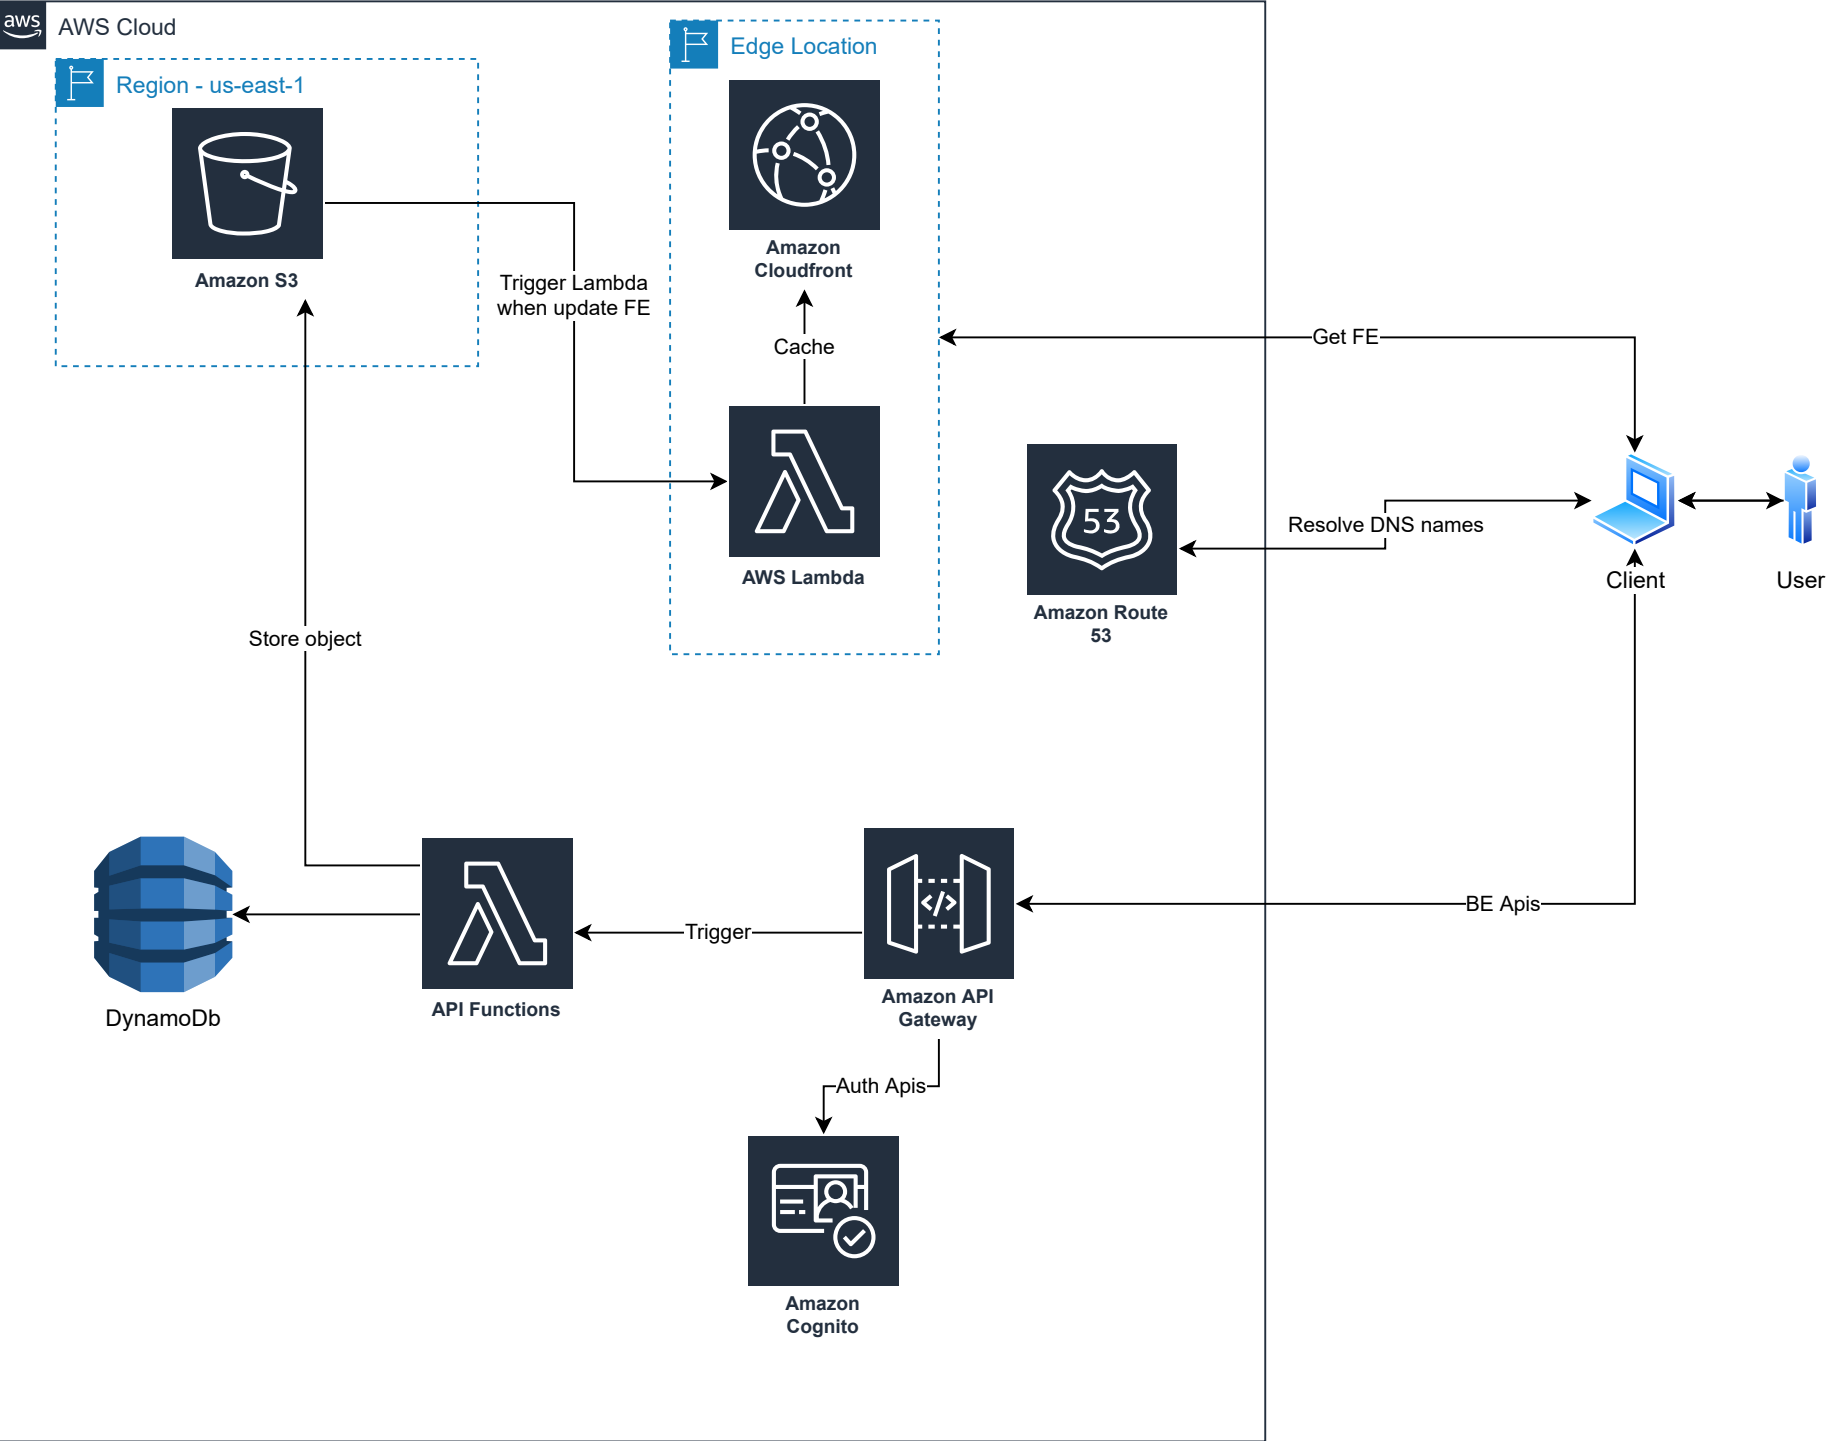 aws
AWS Cloud
Region - us-east-1
Edge Location
Amazon S3
Amazon
Cloudfront
Trigger Lambda
when update FE
Cache
Get FE
AWS Lambda
53
Amazon Route
53
Resolve DNS names
Client
User
Store object
DynamoDb
API Functions
Trigger
</>
Amazon API
Gateway
BE Apis
Auth Apis
Amazon
Cognito